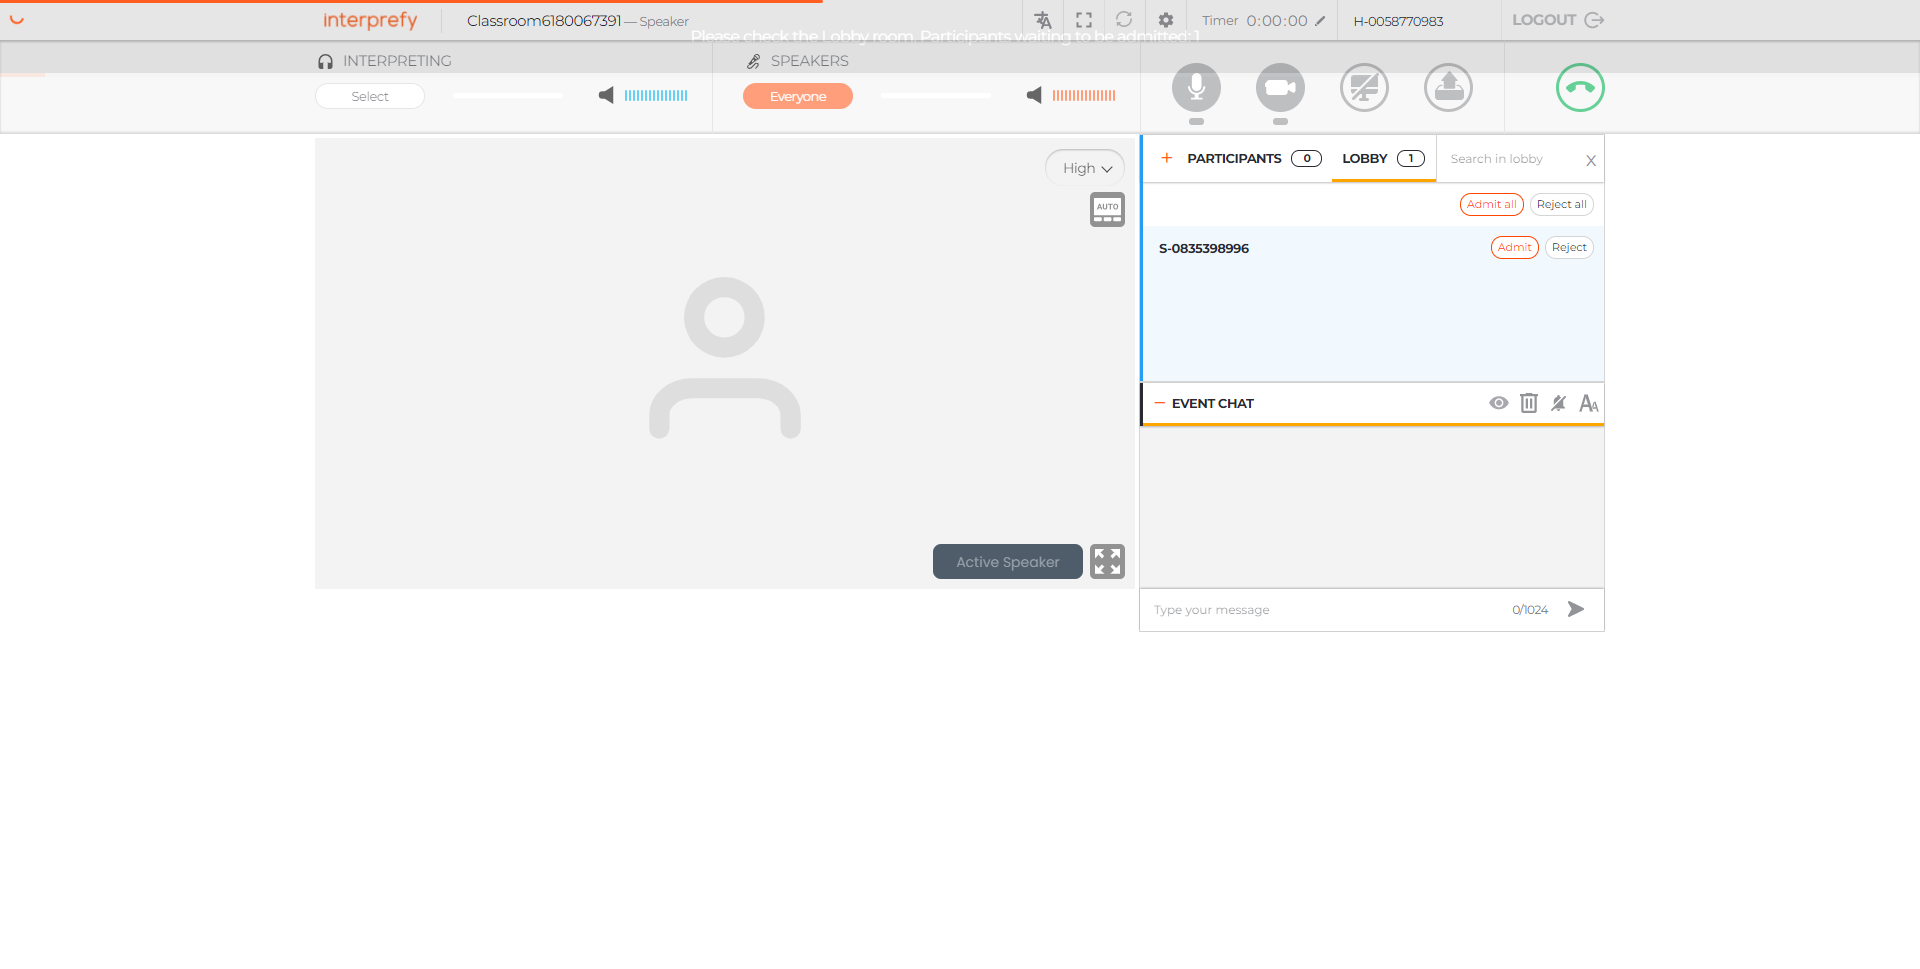 interprefy
Classroom6180067391 — Speaker
Timer 0:00:00
H-0058770983
LOGOUT
Please check the Lobby room. Participants waiting to be admitted: 1
INTERPRETING
SPEAKERS
Select
Everyone
High
AUTO
Active Speaker
+ PARTICIPANTS 0
LOBBY 1
Search in lobby
X
Admit all
Reject all
S-0835398996
Admit
Reject
− EVENT CHAT
AA
Type your message
0/1024